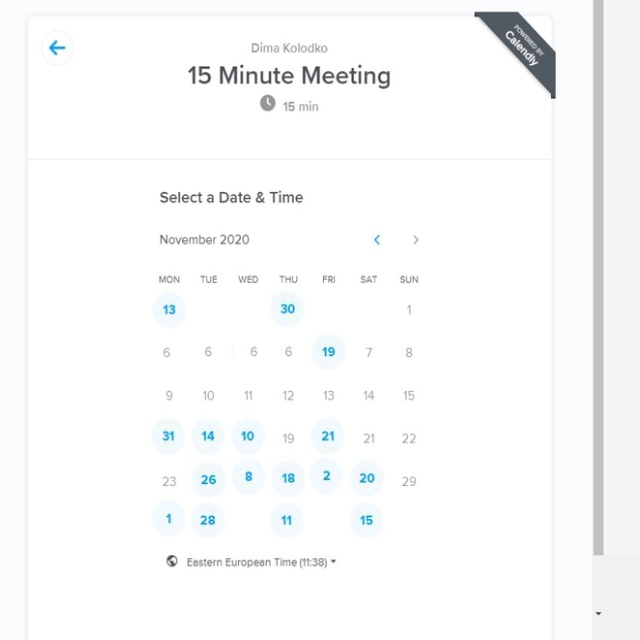 Dima Kolodko
15 Minute Meeting
15 min
POWERED BY
Calendly
Select a Date & Time
November 2020
MON TUE WED THU FRI SAT SUN
13 30 1
6 6 6 6 19 7 8
9 10 11 12 13 14 15
31 14 10 19 21 21 22
23 26 8 18 2 20 29
1 28 11 15
Eastern European Time (11:38)